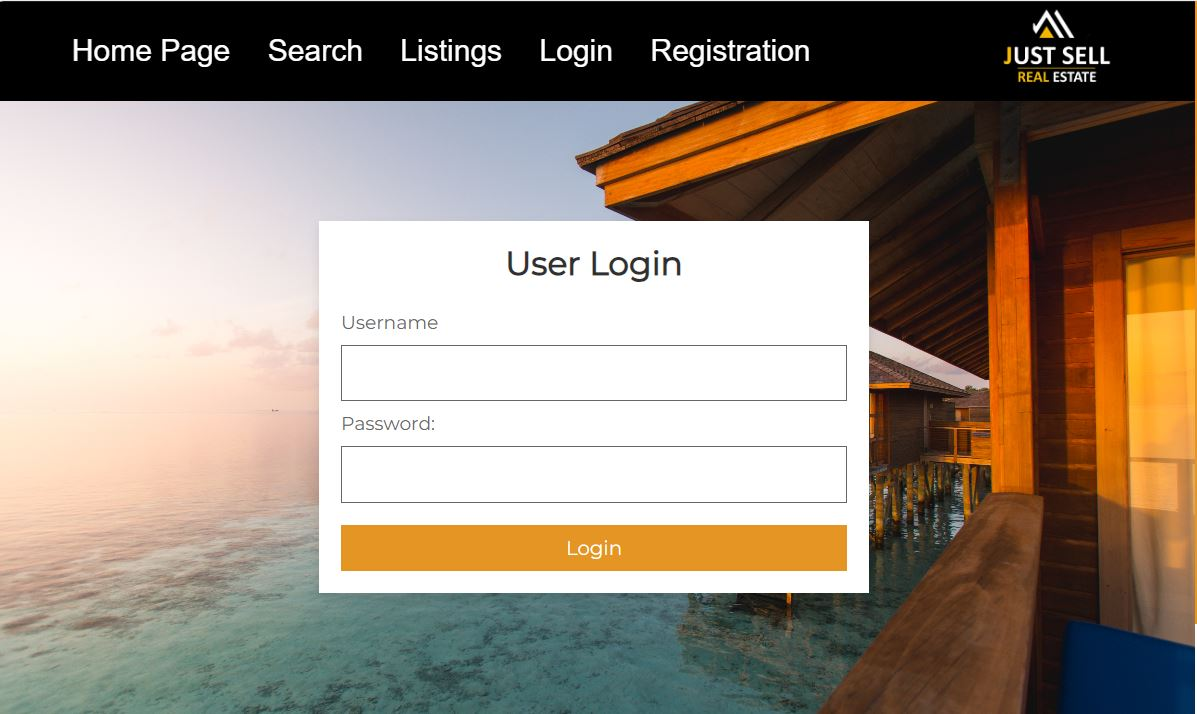 Home Page Search Listings Login Registration
JUST SELL
REAL ESTATE
User Login
Username
Password:
Login